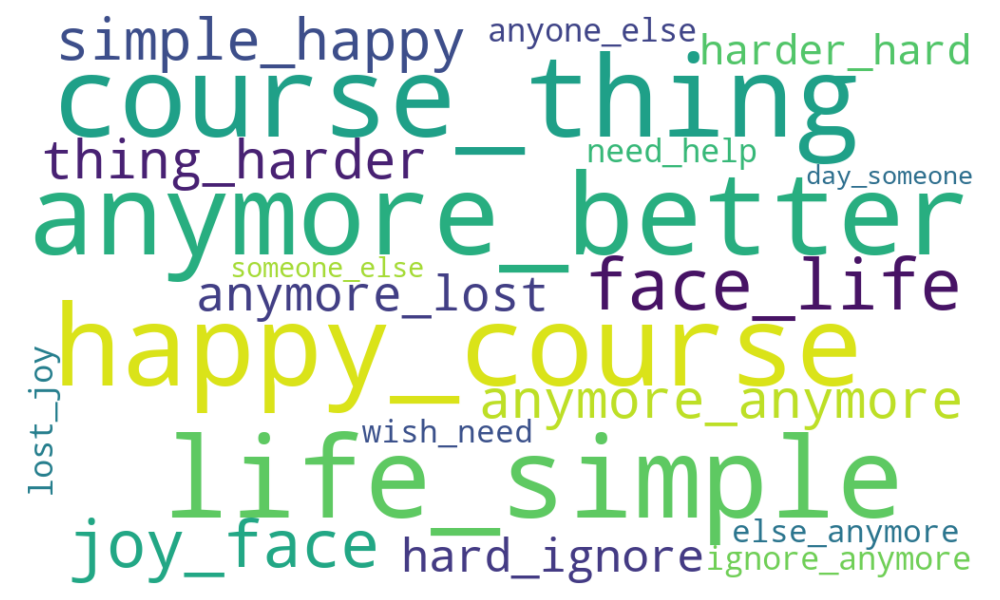 simple_happy
anyone_else
harder_hard
course_thing
thing_harder
need_help
day_someone
anymore_better
someone_else
anymore_lost
face_life
happy_course
lost_joy
anymore_anymore
wish_need
life_simple
joy_face
hard_ignore
else_anymore
ignore_anymore